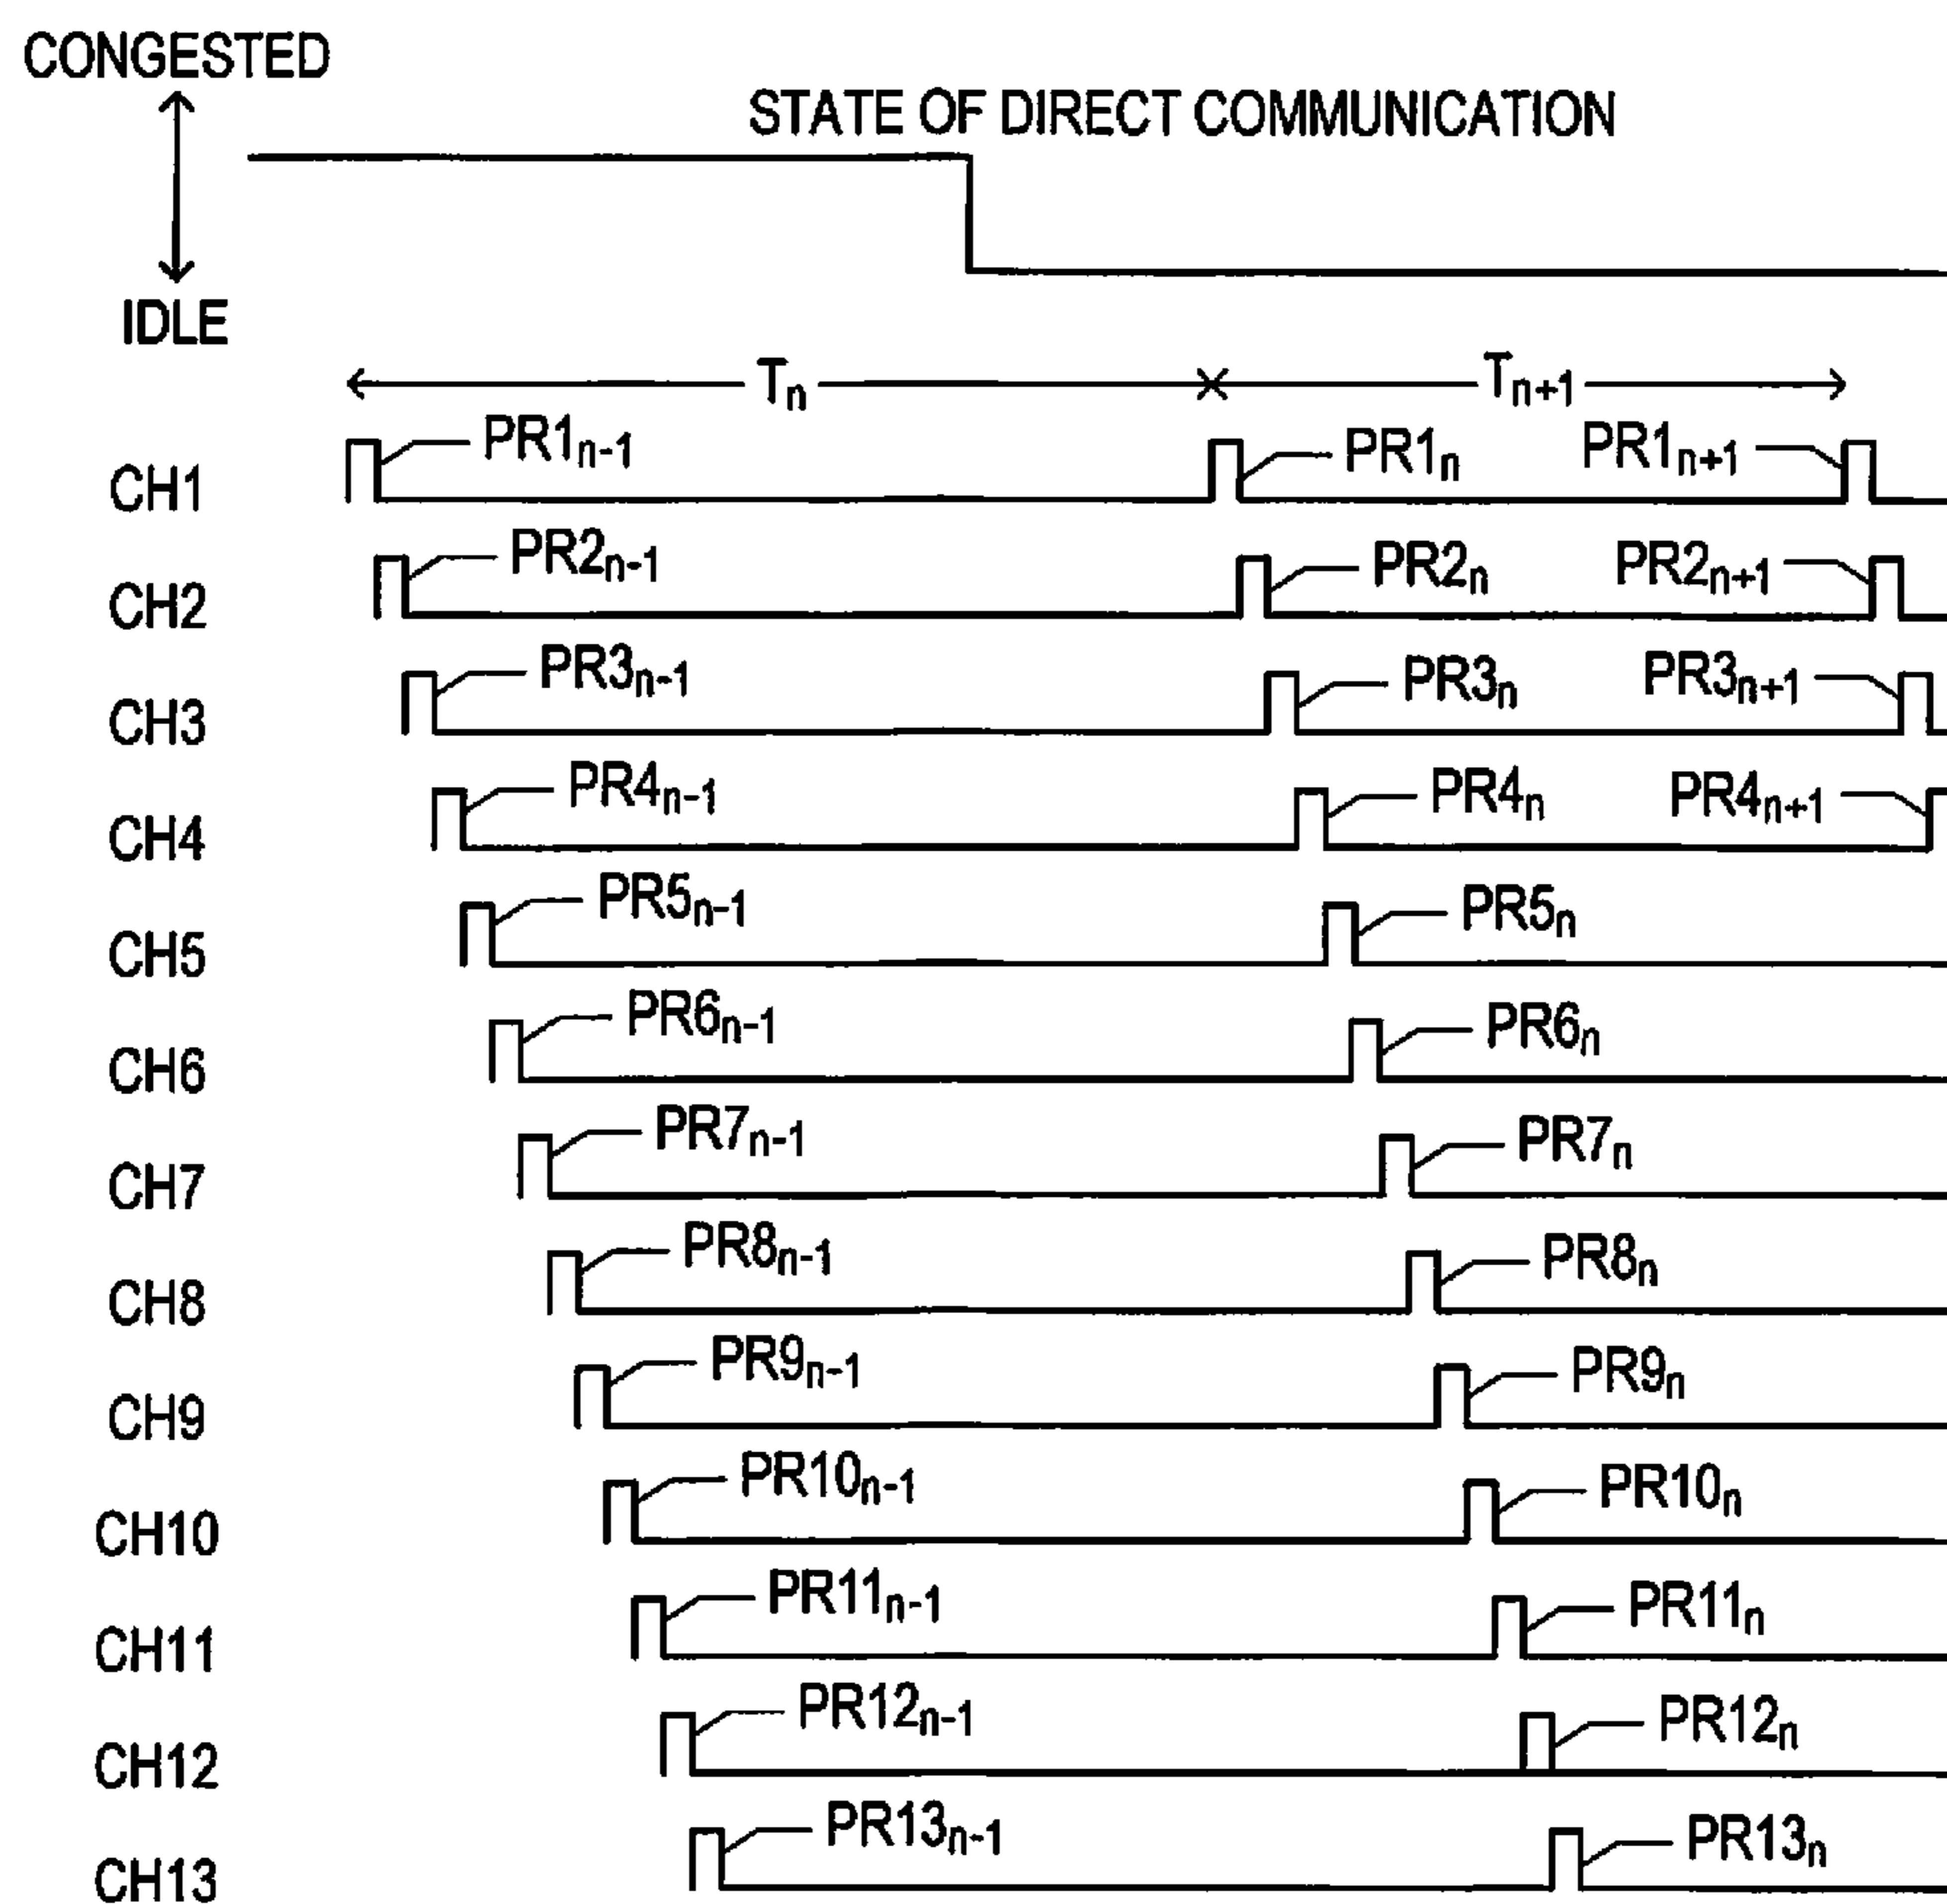 CONGESTED
STATE OF DIRECT COMMUNICATION
IDLE
Tn Tn+1
CH1 PR1n-1 PR1n PR1n+1
CH2 PR2n-1 PR2n PR2n+1
CH3 PR3n-1 PR3n PR3n+1
CH4 PR4n-1 PR4n PR4n+1
CH5 PR5n-1 PR5n
CH6 PR6n-1 PR6n
CH7 PR7n-1 PR7n
CH8 PR8n-1 PR8n
CH9 PR9n-1 PR9n
CH10 PR10n-1 PR10n
CH11 PR11n-1 PR11n
CH12 PR12n-1 PR12n
CH13 PR13n-1 PR13n